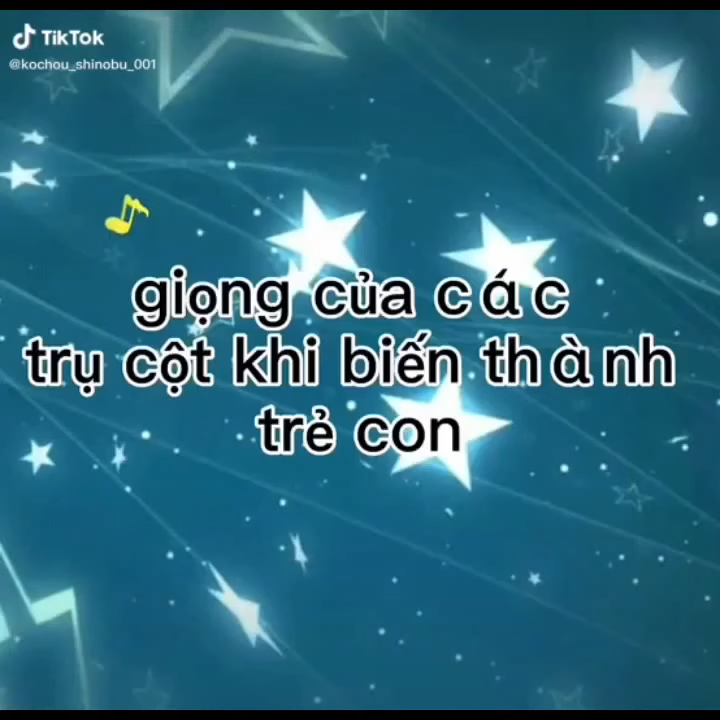 TikTok
@kochou_shinobu_001
giọng của các
trụ cột khi biến thành
trẻ con